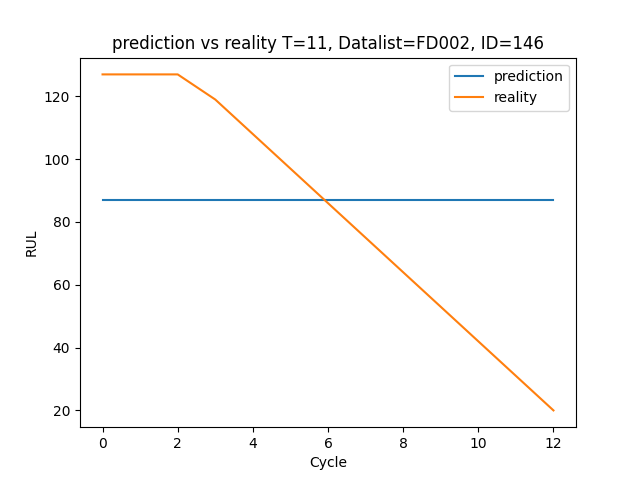 prediction vs reality T=11, Datalist=FD002, ID=146
prediction
reality
RUL
120
100
80
60
40
20
0 2 4 6 8 10 12
Cycle